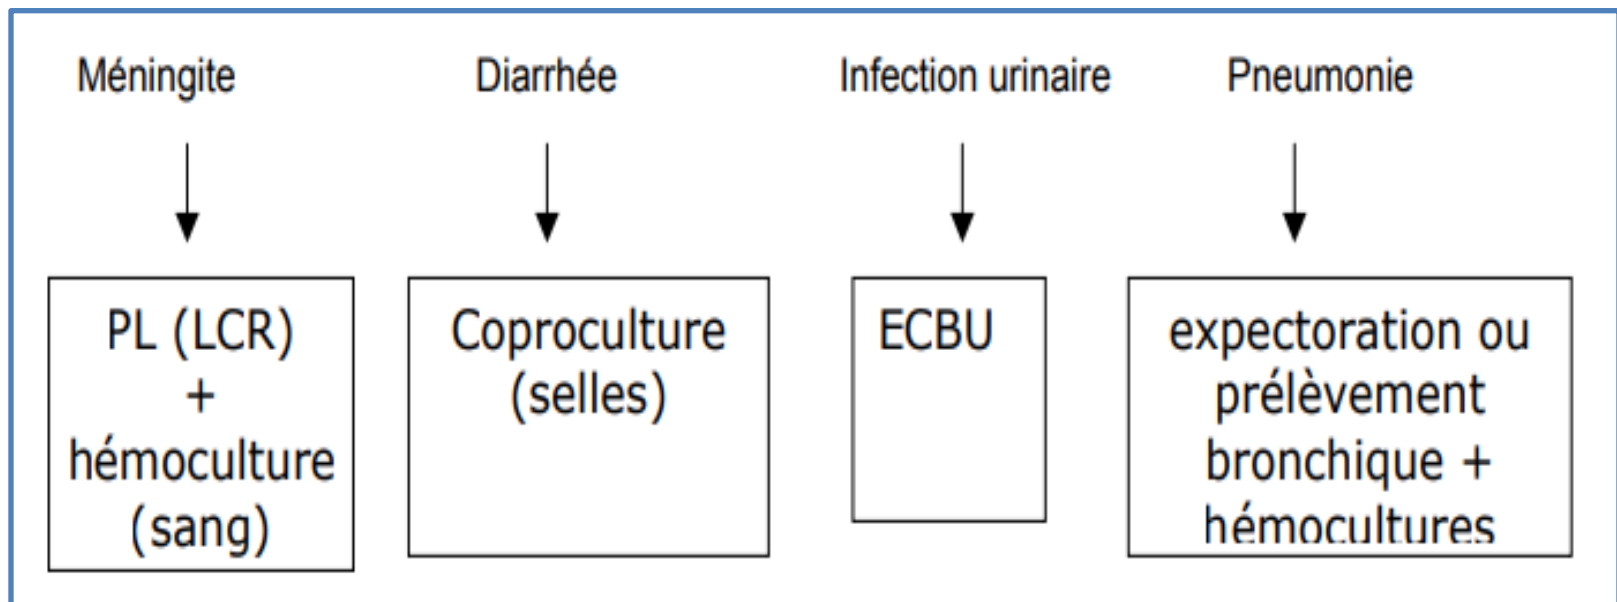 Méningite
Diarrhée
Infection urinaire
Pneumonie
PL (LCR)
+
hémoculture
(sang)
Coproculture
(selles)
ECBU
expectoration ou
prélèvement
bronchique +
hémocultures